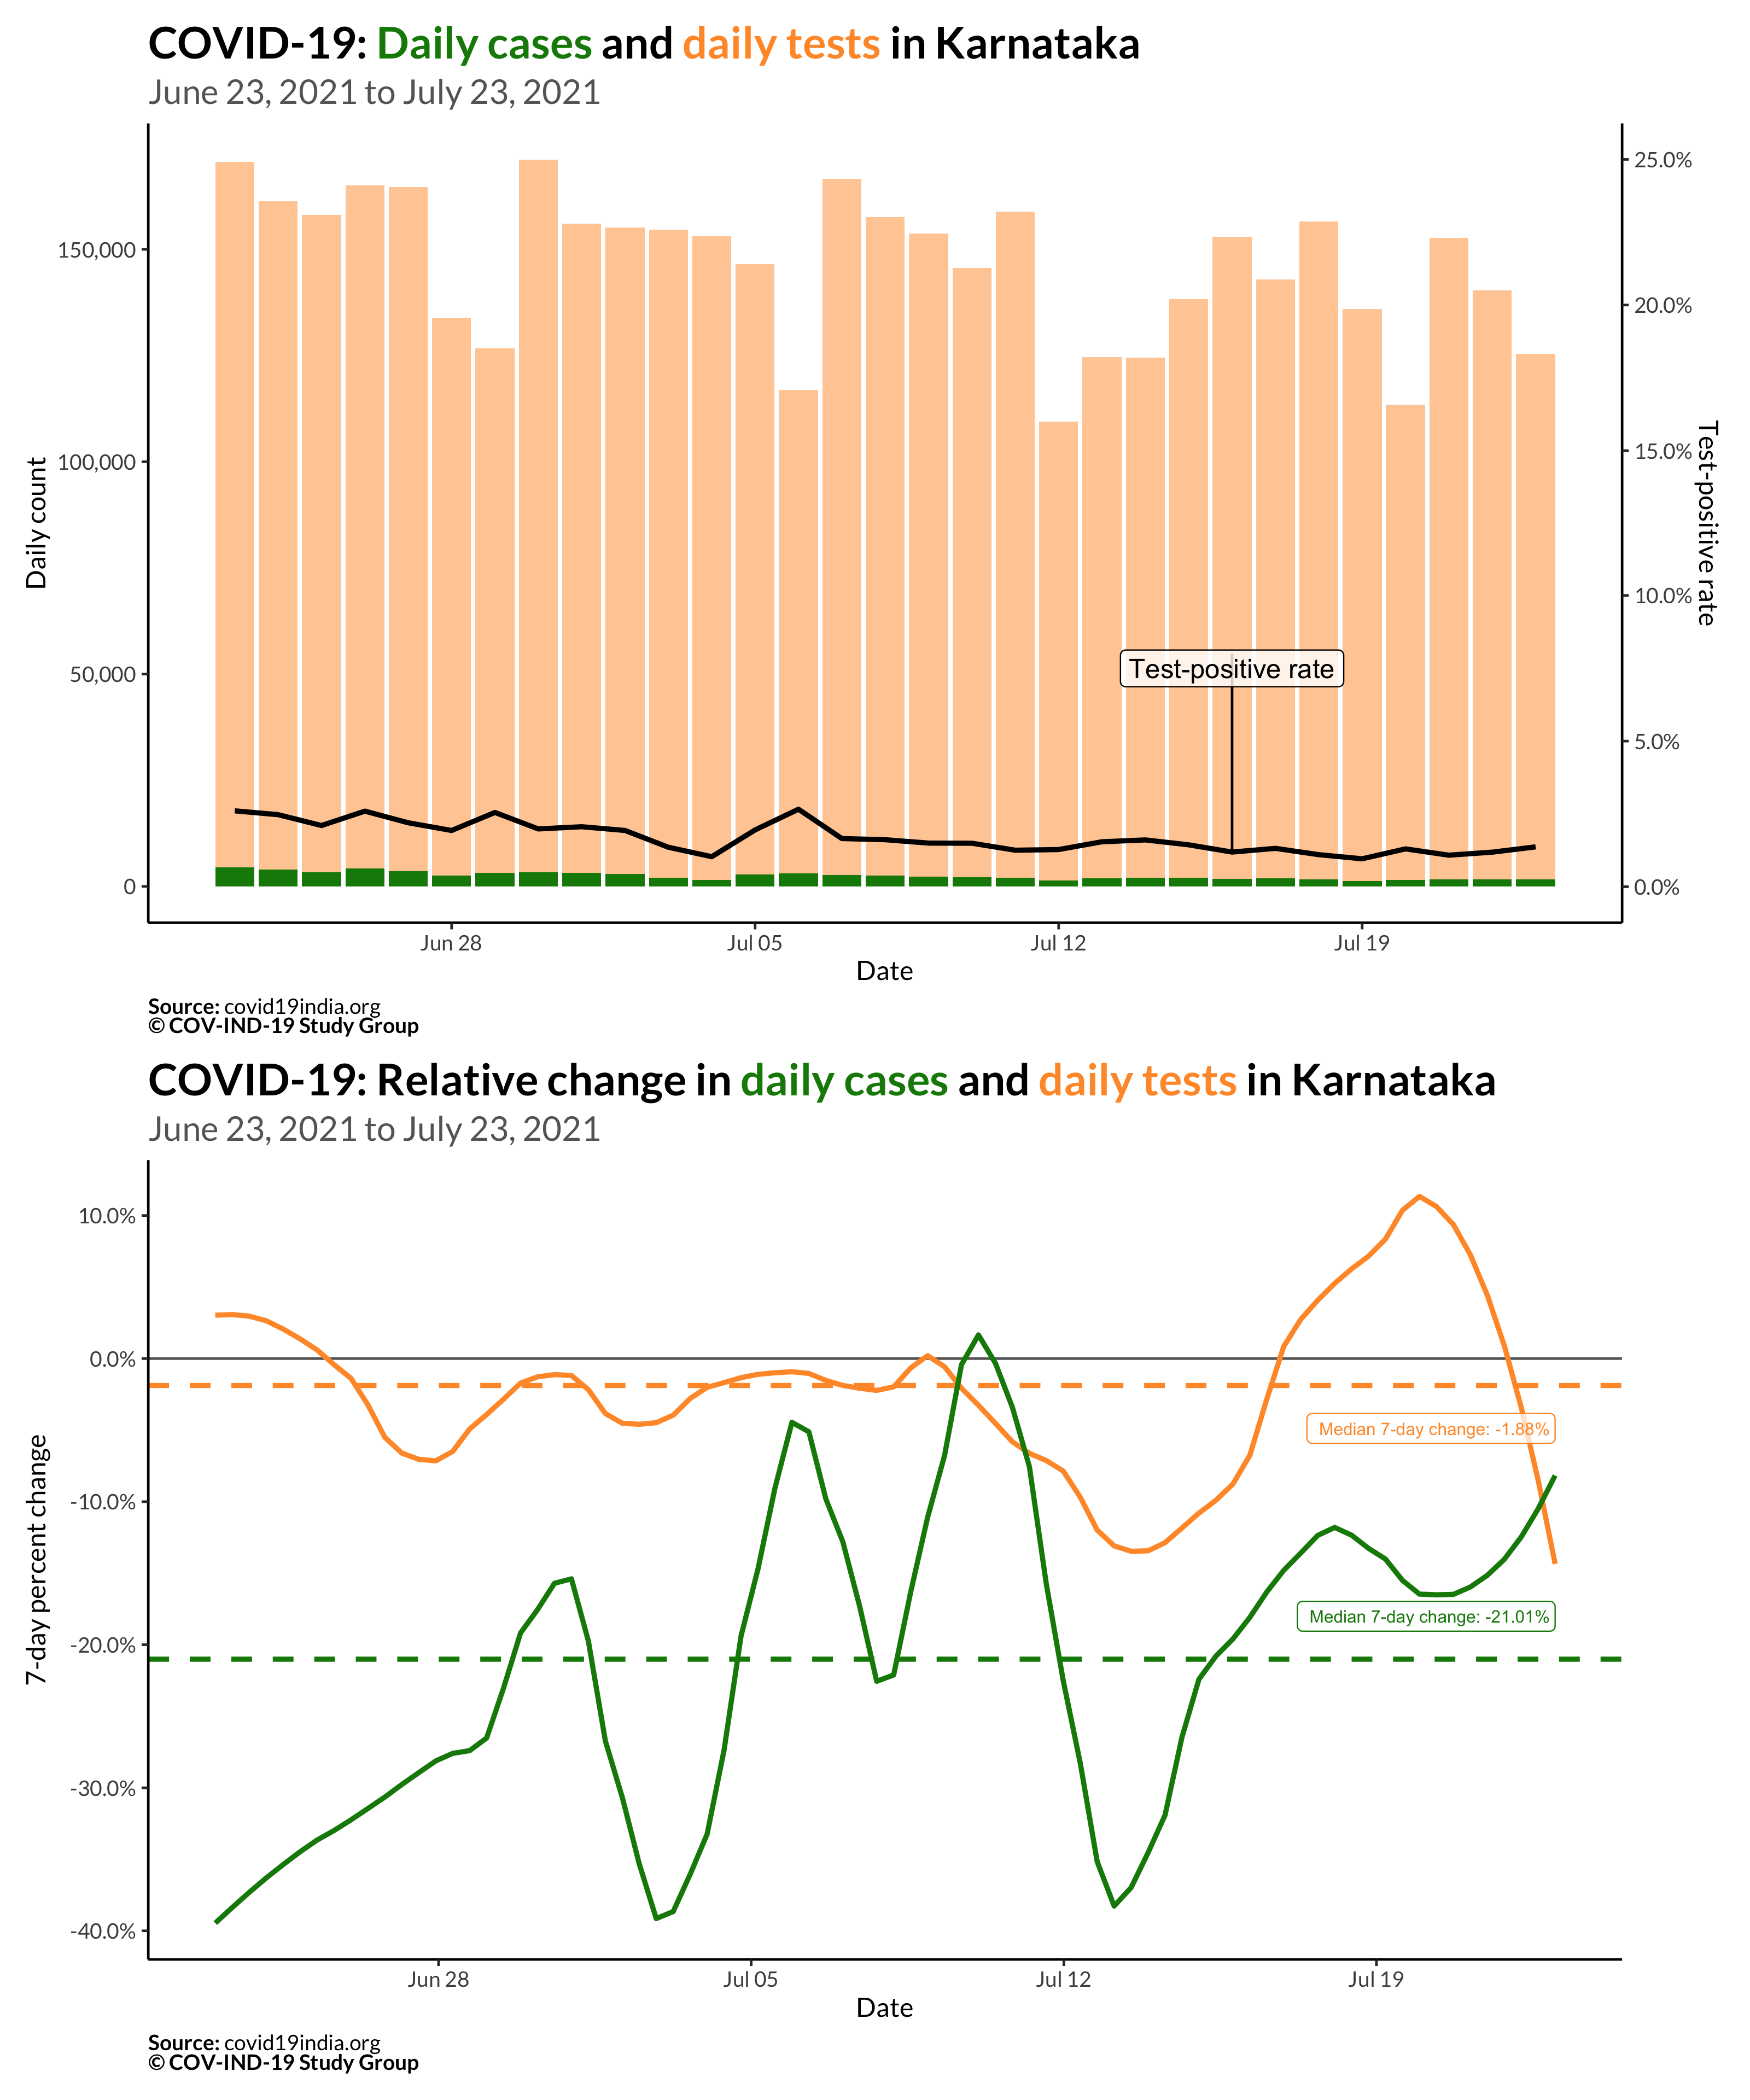 COVID-19: Daily cases and daily tests in Karnataka
June 23, 2021 to July 23, 2021
150,000
100,000
50,000
0
Daily count
25.0%
20.0%
15.0%
10.0%
5.0%
0.0%
Test-positive rate
Test-positive rate
Jun 28
Jul 05
Jul 12
Jul 19
Date
Source: covid19india.org
© COV-IND-19 Study Group
COVID-19: Relative change in daily cases and daily tests in Karnataka
June 23, 2021 to July 23, 2021
10.0%
0.0%
-10.0%
-20.0%
-30.0%
-40.0%
7-day percent change
Median 7-day change: -1.88%
Median 7-day change: -21.01%
Jun 28
Jul 05
Jul 12
Jul 19
Date
Source: covid19india.org
© COV-IND-19 Study Group